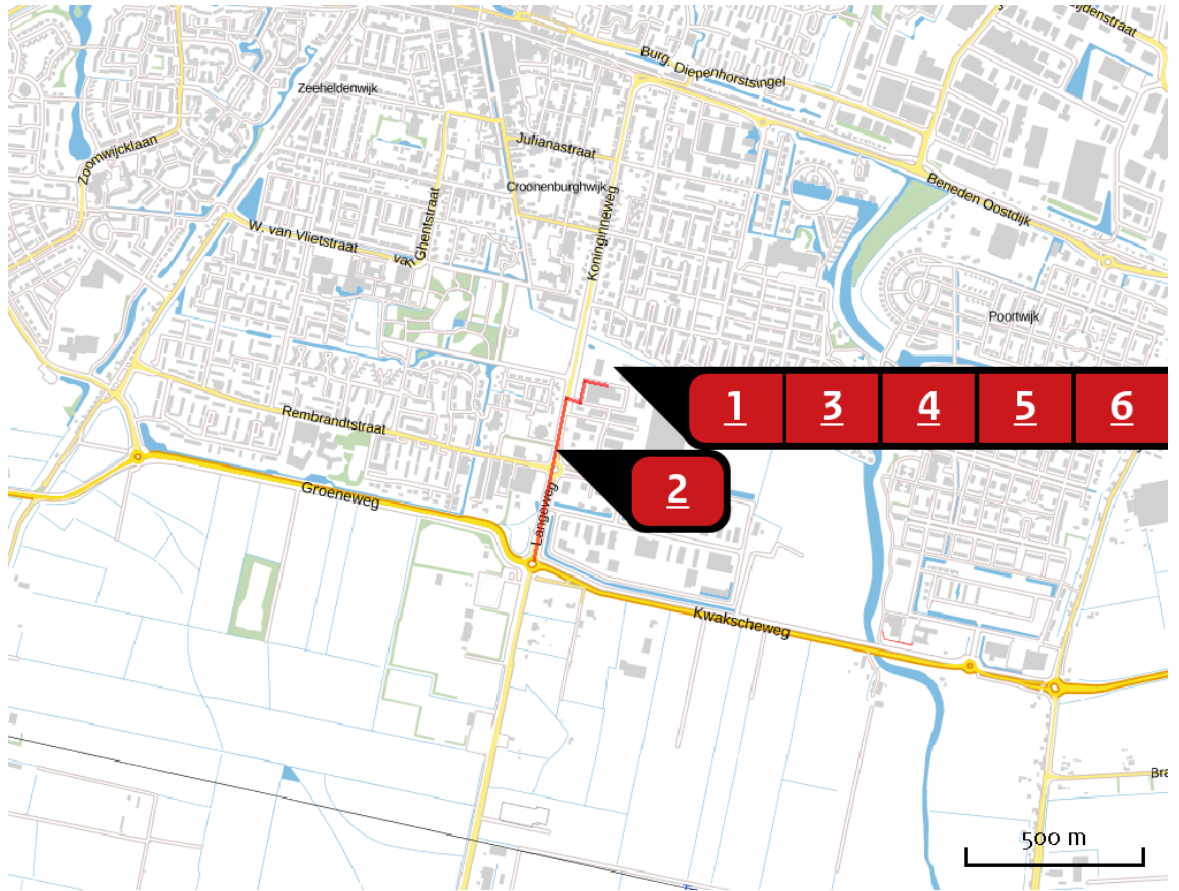 Burg. Diepenhorstsingel
Zeeheldenwijk
Zoomwijcklaan
Julianastraat
Croonenburghwijk
Beneden Oostdijk
Koninginneweg
W. van Vlietstraat
van Ghentstraat
Poortwijk
1 3 4 5 6
Rembrandtstraat
2
Groeneweg
Langeweg
Kwakscheweg
Bra
500 m